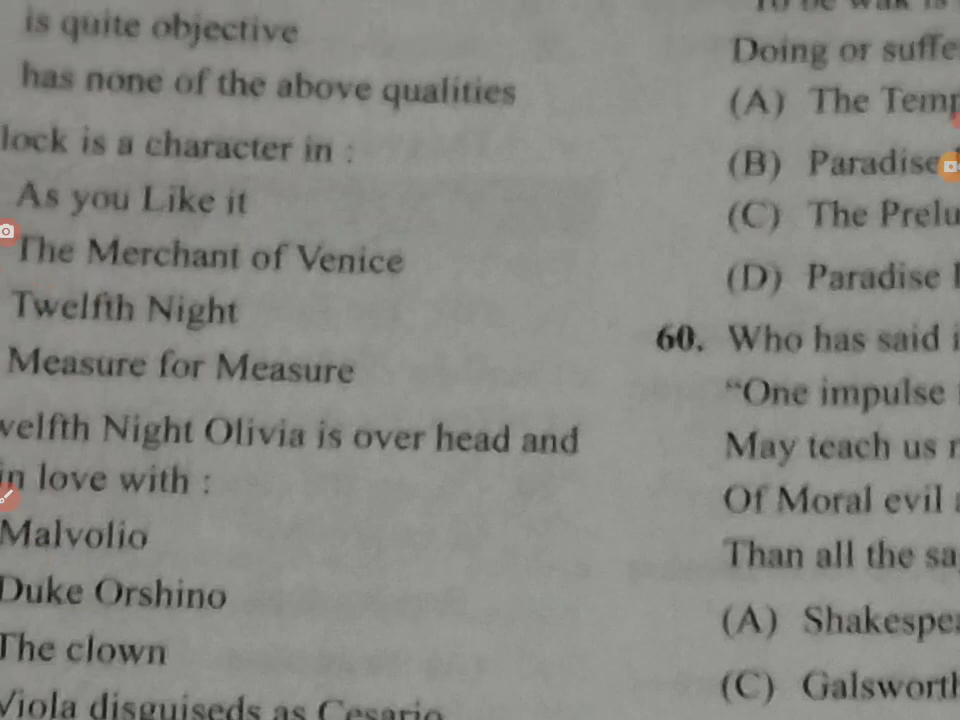 is quite objective
has none of the above qualities
lock is a character in :
As you Like it
The Merchant of Venice
Twelfth Night
Measure for Measure
welfth Night Olivia is over head and
in love with :
Malvolio
Duke Orshino
The clown
Viola disguiseds as Cesario
Doing or suffe
(A) The Temp
(B) Paradise
(C) The Prelu
(D) Paradise
60. Who has said i
"One impulse
May teach us
Of Moral evil
Than all the sa
(A) Shakespea
(C) Galsworth